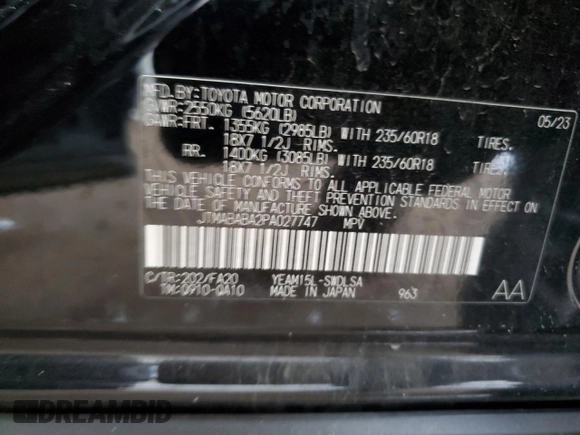 MFD.BY:TOYOTA MOTOR CORPORATION 05/23
GVWR:2550KG (5620LB)
GAWR:FRT. 1355KG (2985LB) WITH 235/60R18 TIRES.
18X7 1/2J RIMS.
RR. 1400KG (3085LB) WITH 235/60R18 TIRES.
18X7 1/2J RIMS.
THIS VEHICLE CONFORMS TO ALL APPLICABLE FEDERAL MOTOR
VEHICLE SAFETY AND THEFT PREVENTION STANDARDS IN EFFECT ON
THE DATE OF MANUFACTURE SHOWN ABOVE.
JTMABABA2PA027747 MPV
C/TR:202/FA20 YEAM15L-SWDLSA AA
TM:Q910-QA10 MADE IN JAPAN 963
DREAMBID